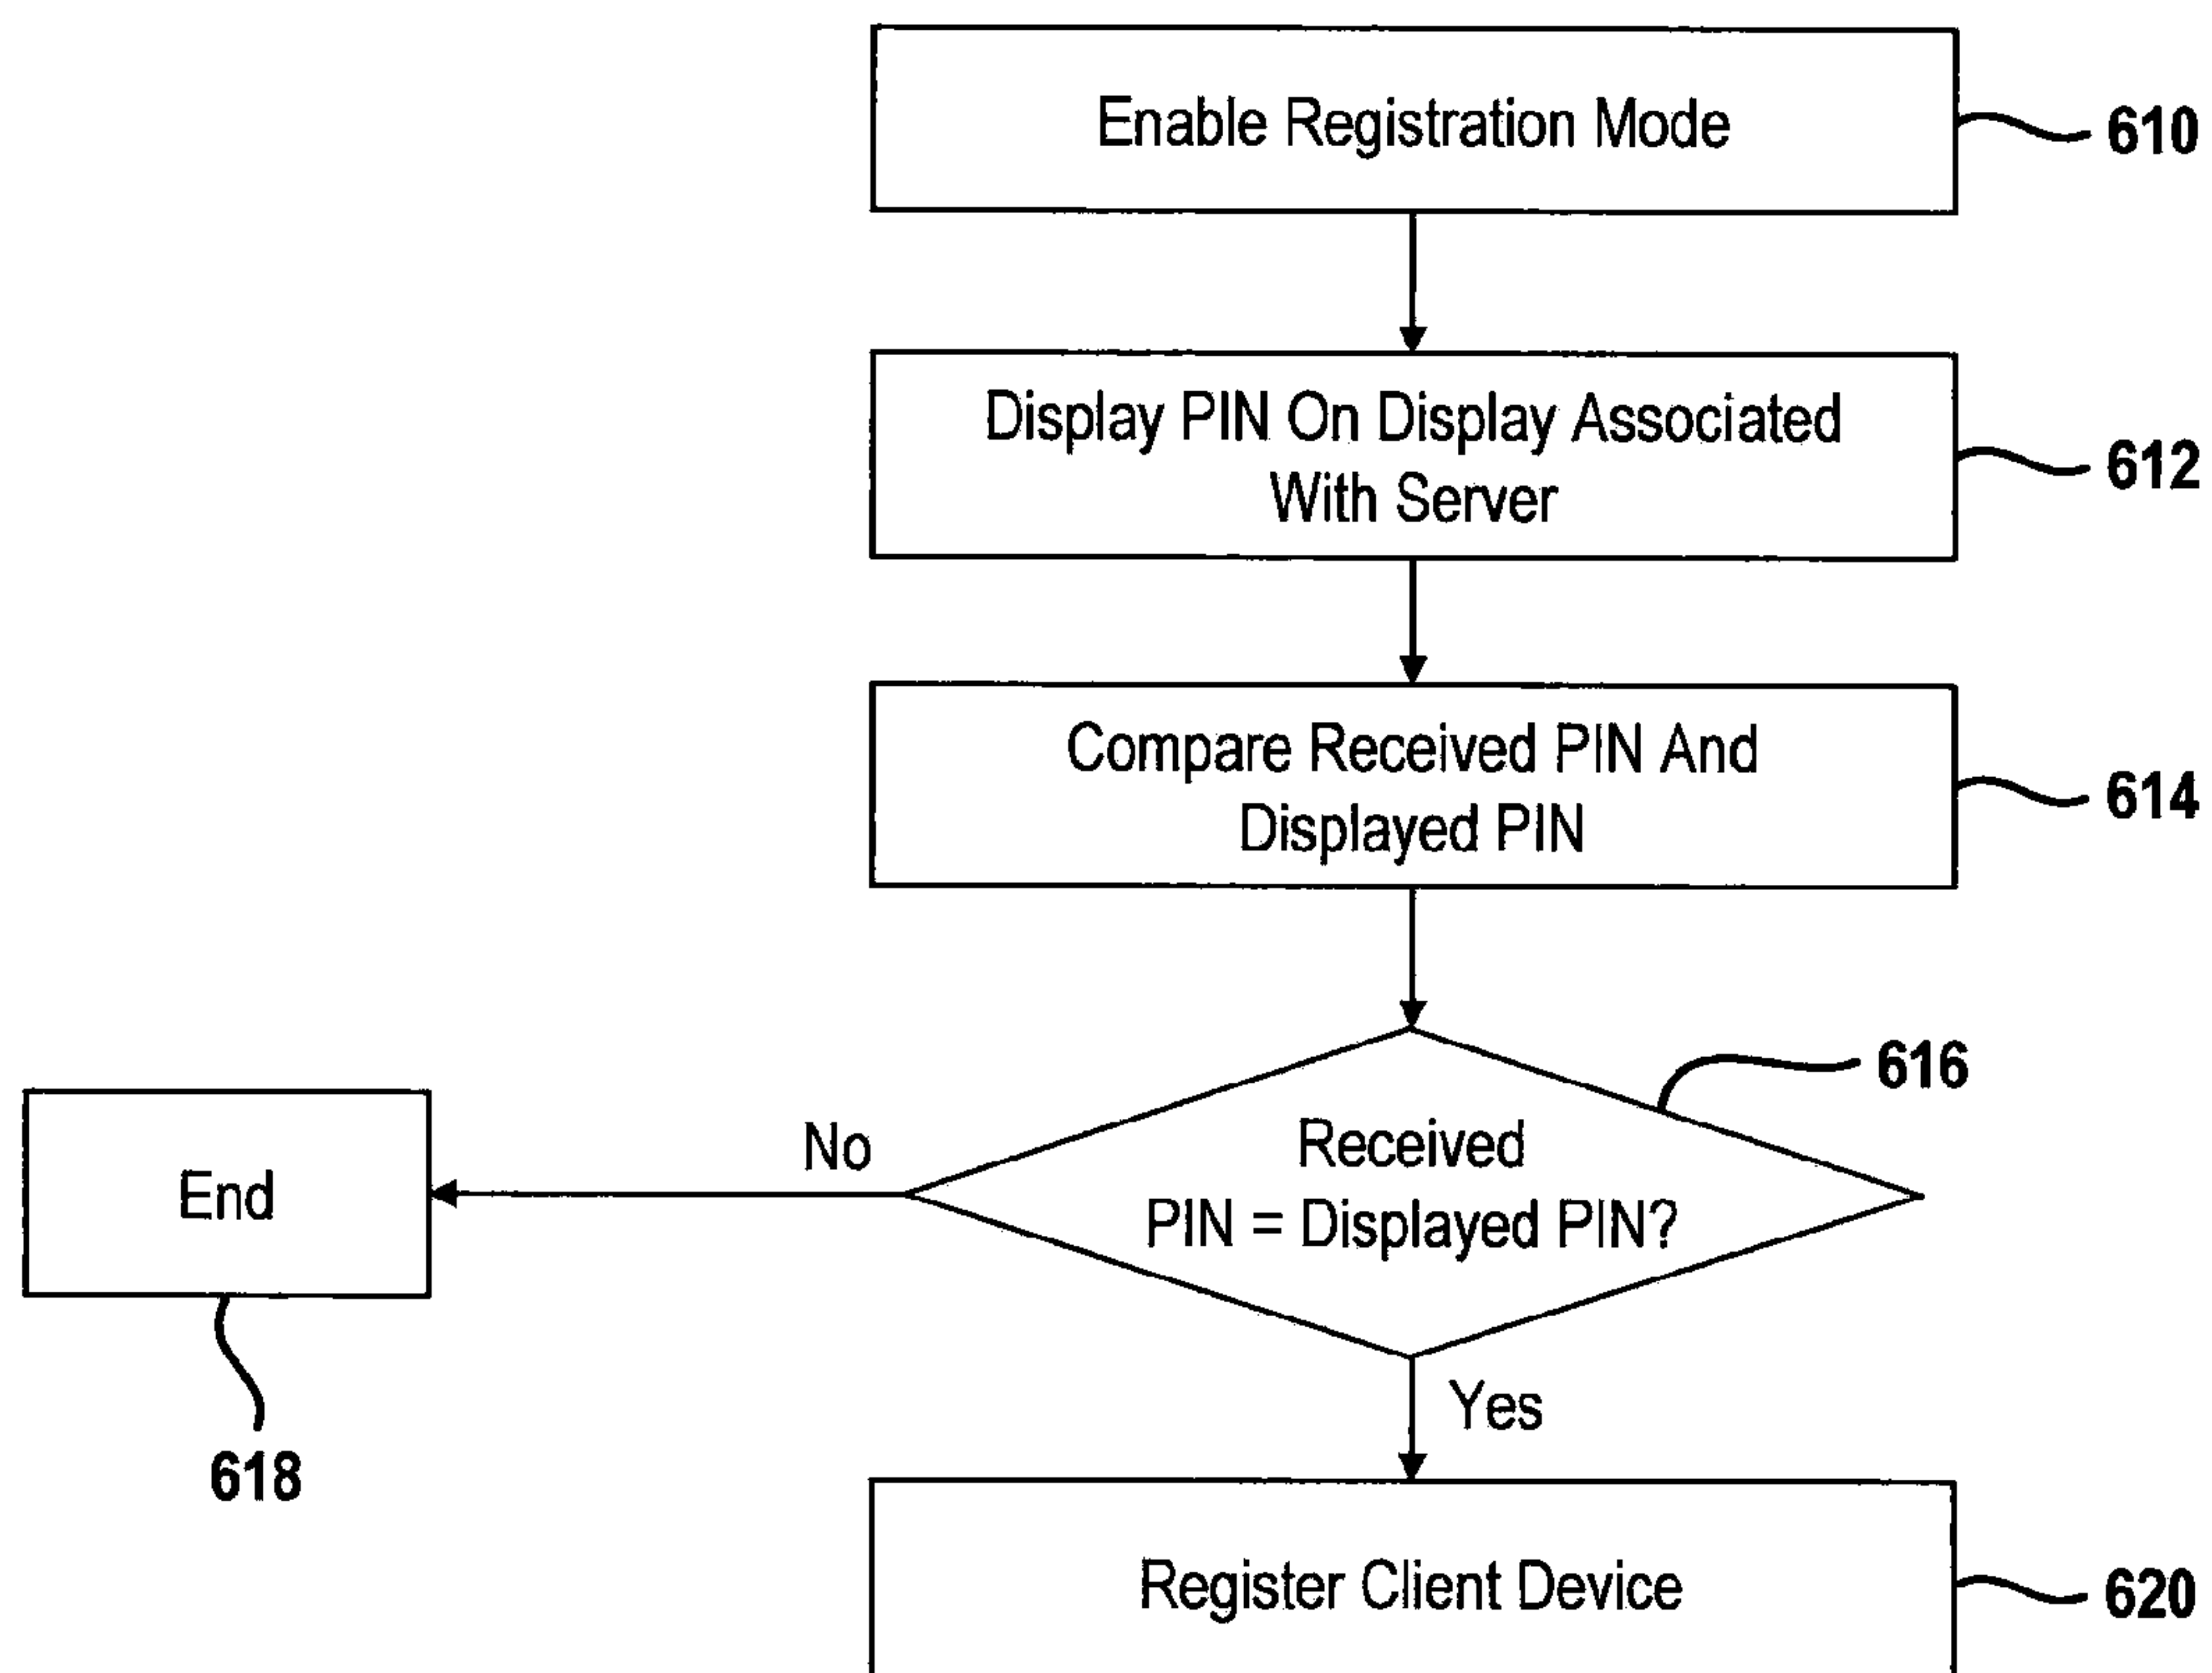 Enable Registration Mode
610
Display PIN On Display Associated
With Server
612
Compare Received PIN And
Displayed PIN
614
616
Received
PIN = Displayed PIN?
No
End
618
Yes
Register Client Device
620